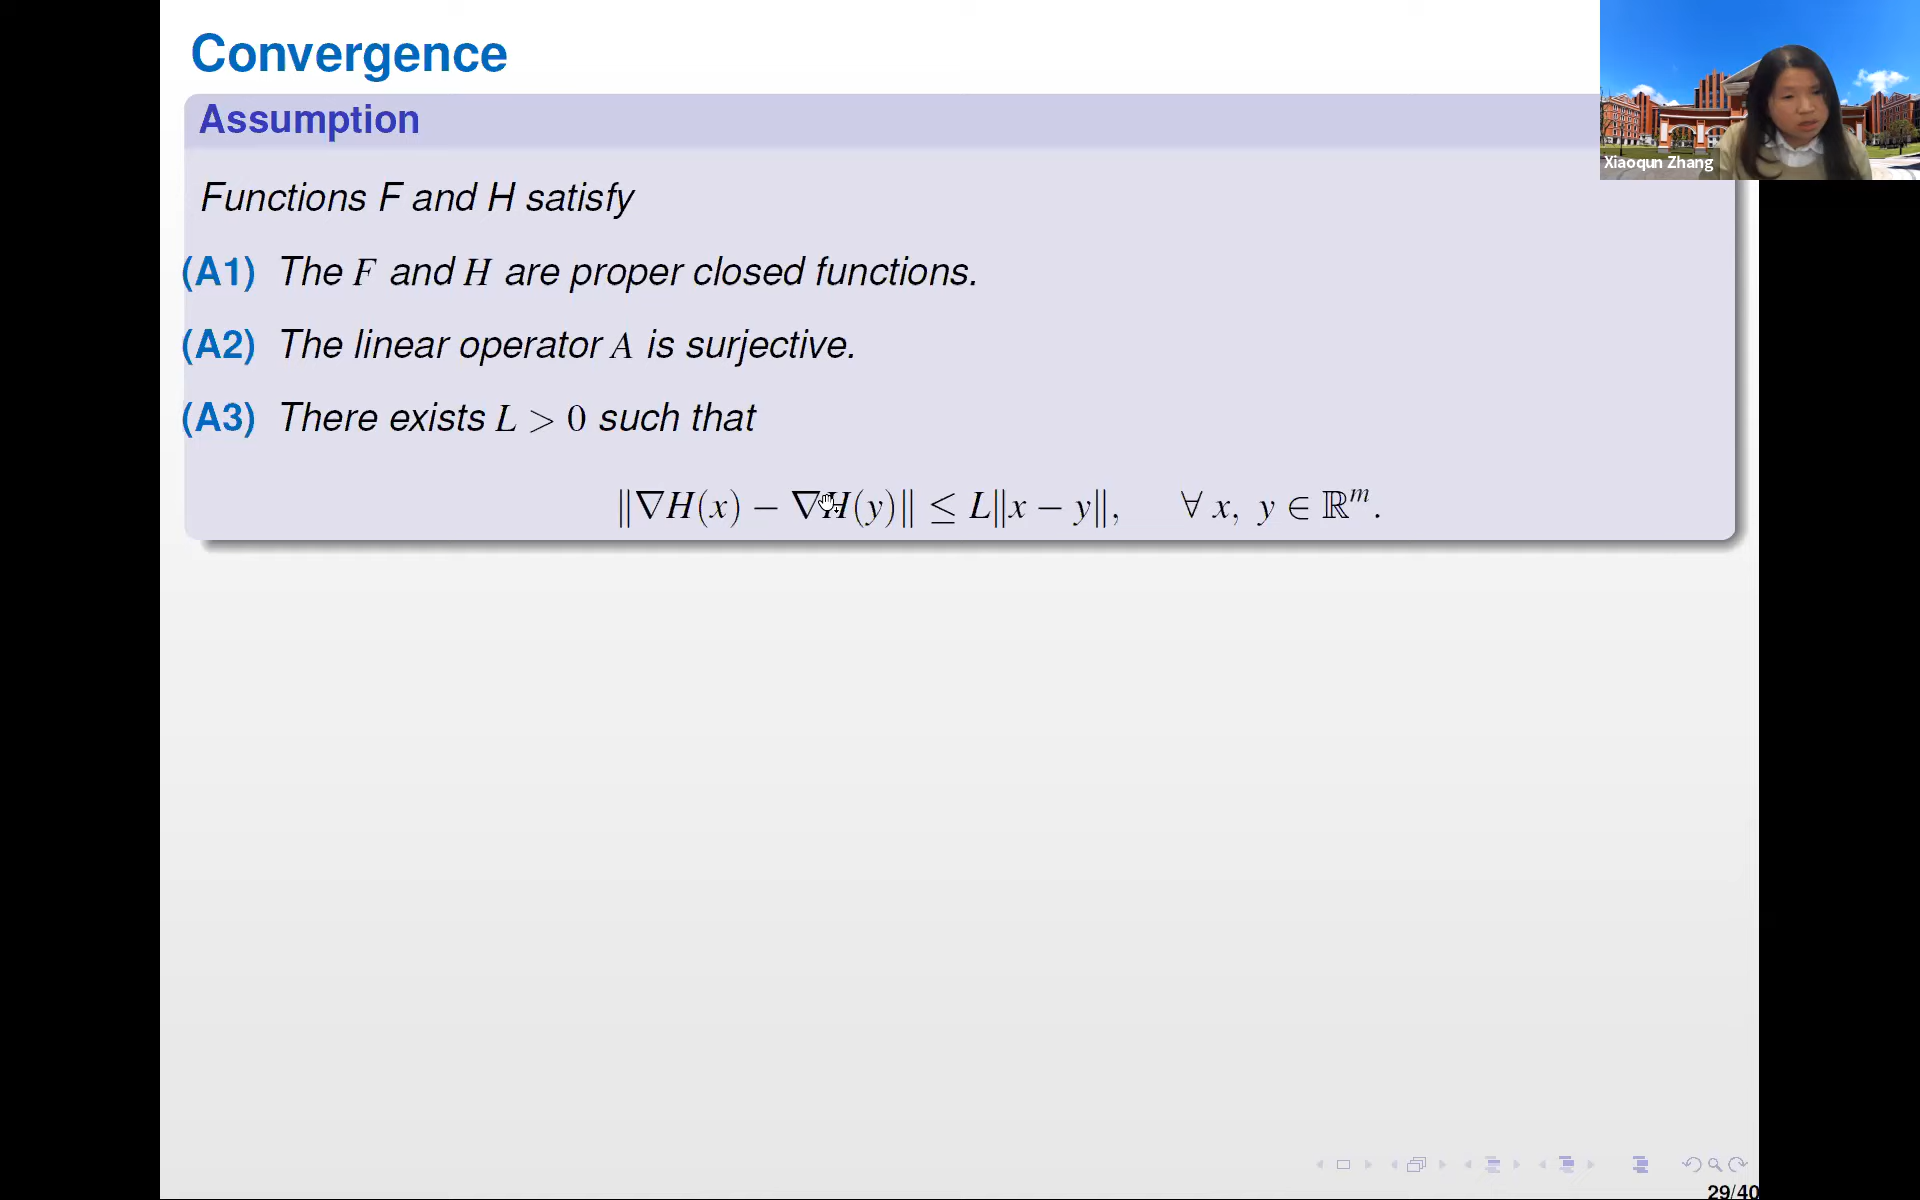 Convergence
Assumption
Xiaoqun Zhang
Functions F and H satisfy
(A1) The F and H are proper closed functions.
(A2) The linear operator A is surjective.
(A3) There exists L > 0 such that
‖∇H(x) − ∇H(y)‖ ≤ L‖x − y‖, ∀ x, y ∈ ℝᵐ.
29/40